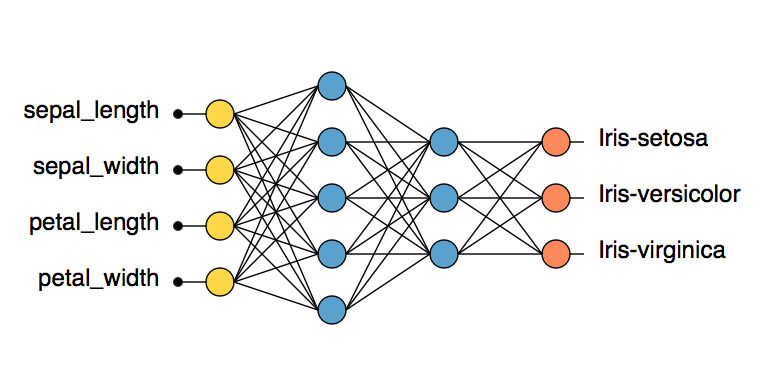 sepal_length
sepal_width
petal_length
petal_width
Iris-setosa
Iris-versicolor
Iris-virginica